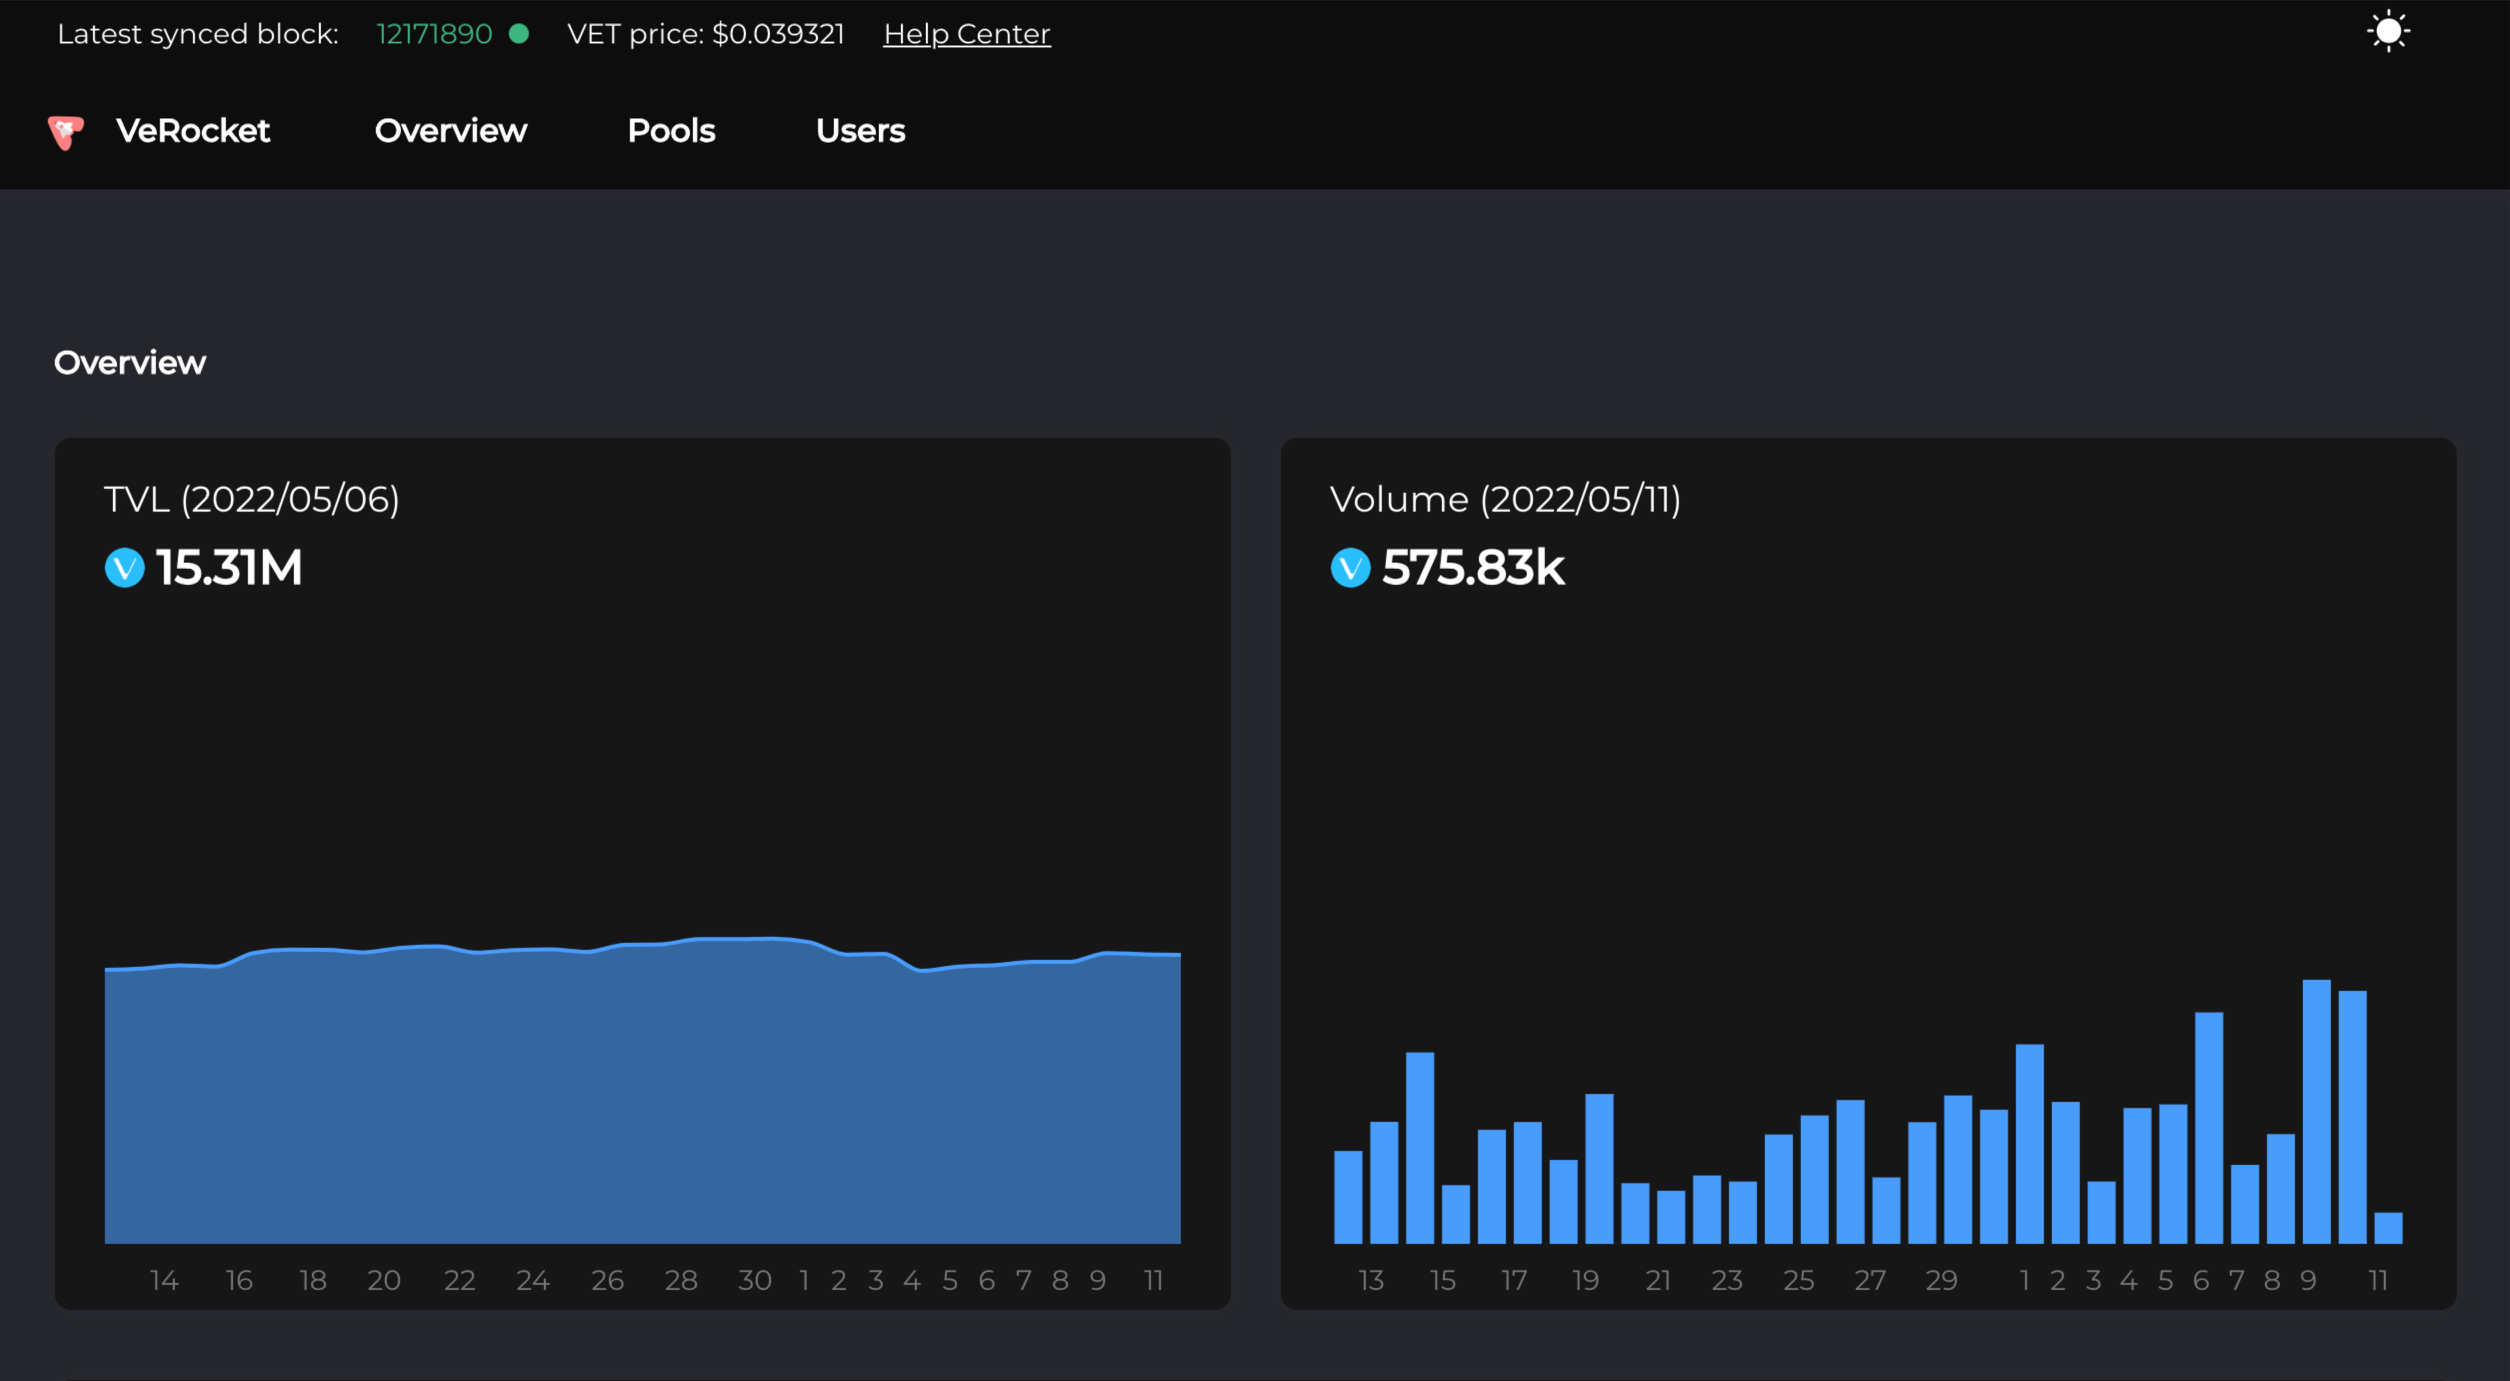 Latest synced block: 12171890 VET price: $0.039321 Help Center
VeRocket Overview Pools Users
Overview
TVL (2022/05/06)
15.31M
14 16 18 20 22 24 26 28 30 1 2 3 4 5 6 7 8 9 11
Volume (2022/05/11)
575.83k
13 15 17 19 21 23 25 27 29 1 2 3 4 5 6 7 8 9 11